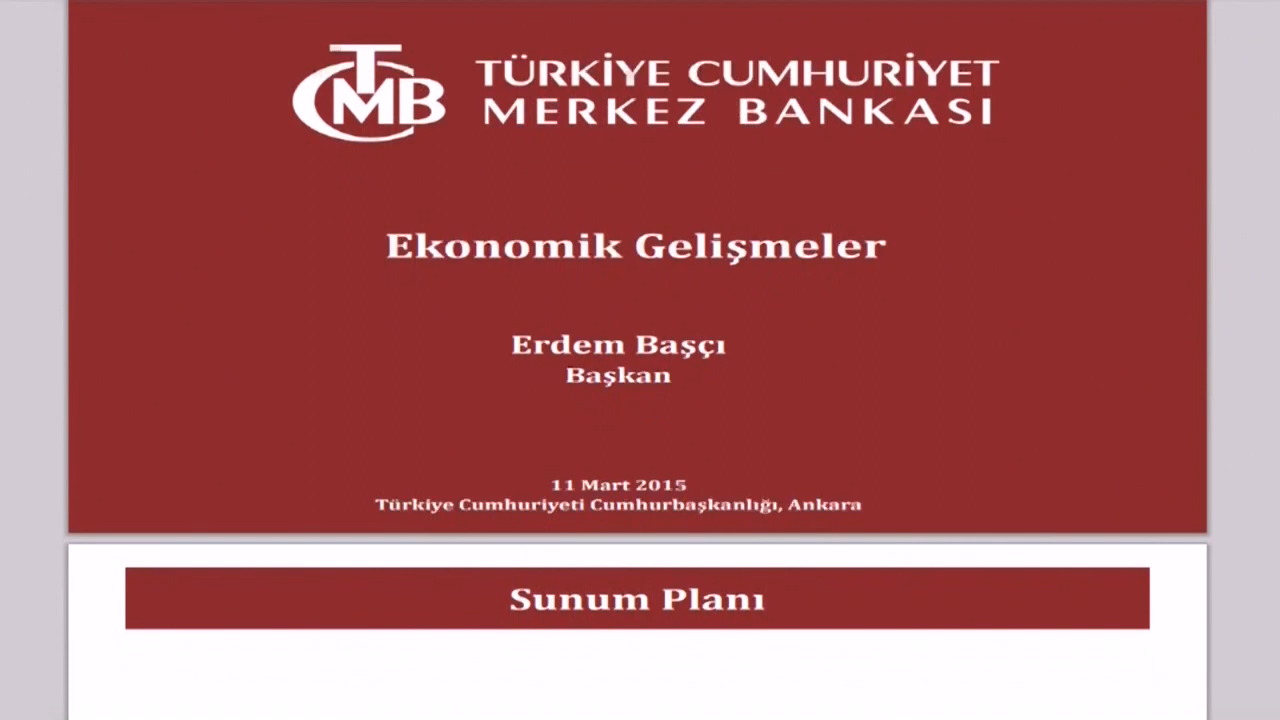 TCMB
TÜRKİYE CUMHURİYET
MERKEZ BANKASI
Ekonomik Gelişmeler
Erdem Başçı
Başkan
11 Mart 2015
Türkiye Cumhuriyeti Cumhurbaşkanlığı, Ankara
Sunum Planı